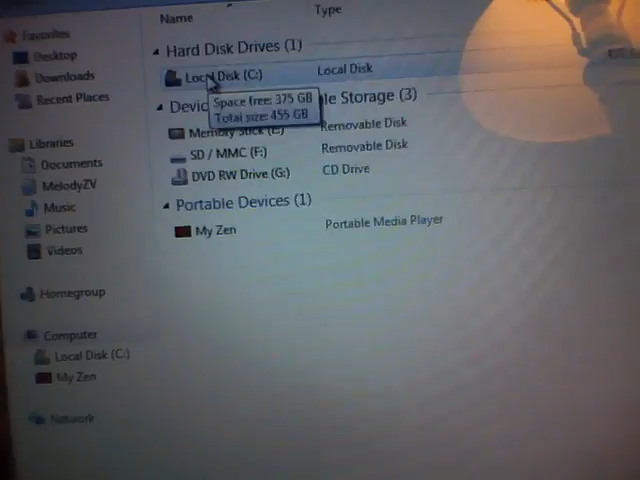 Name Type
Favorites
Desktop
Downloads
Recent Places
Libraries
Documents
MelodyZV
Music
Pictures
Videos
Homegroup
Computer
Local Disk (C:)
My Zen
Network
Hard Disk Drives (1)
Local Disk (C:) Local Disk
Space free: 375 GB
Total size: 455 GB
le Storage (3)
Memory Stick (E:) Removable Disk
SD / MMC (F:) Removable Disk
DVD RW Drive (G:) CD Drive
Portable Devices (1)
My Zen Portable Media Player